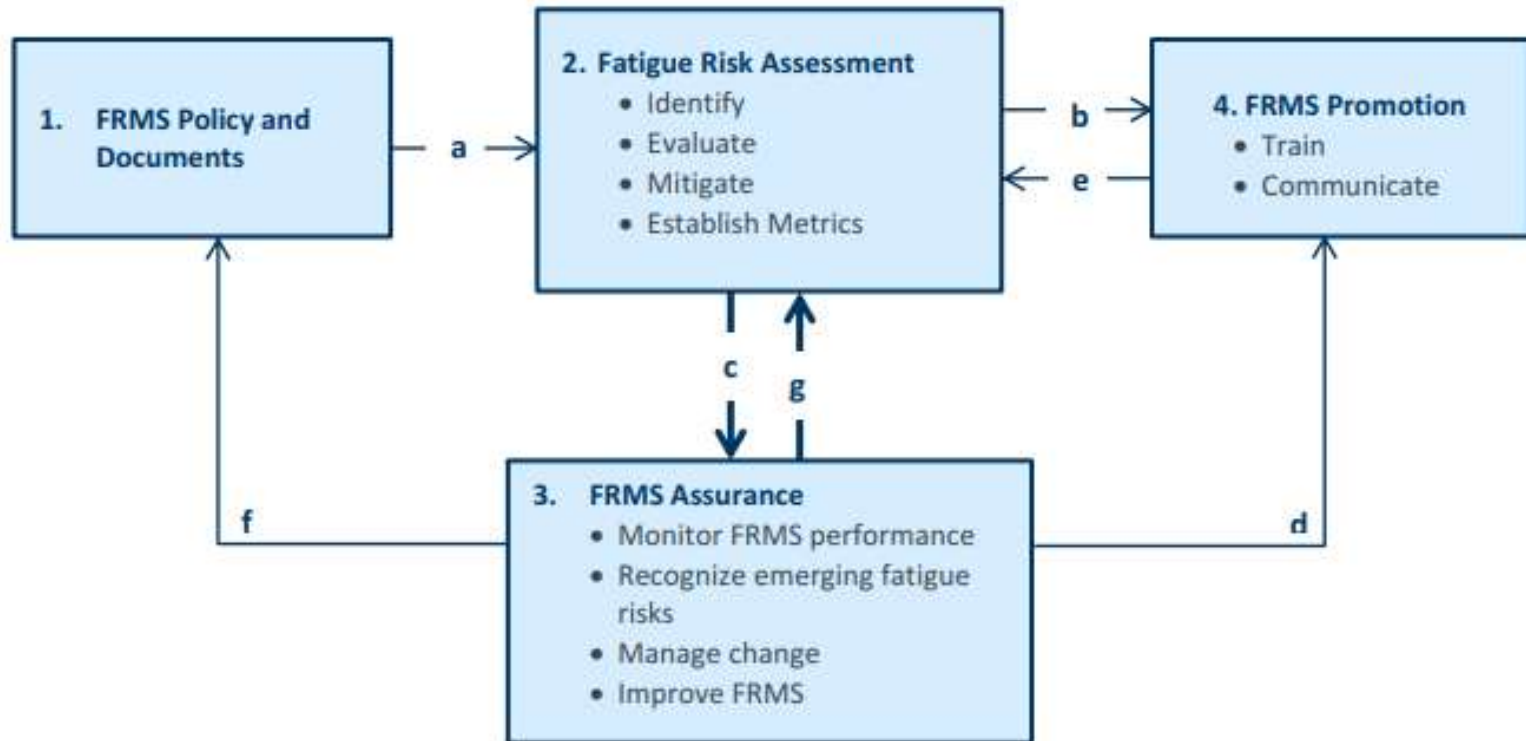 1. FRMS Policy and
Documents
a
2. Fatigue Risk Assessment
• Identify
• Evaluate
• Mitigate
• Establish Metrics
b
e
4. FRMS Promotion
• Train
• Communicate
c
g
3. FRMS Assurance
• Monitor FRMS performance
• Recognize emerging fatigue
risks
• Manage change
• Improve FRMS
f
d